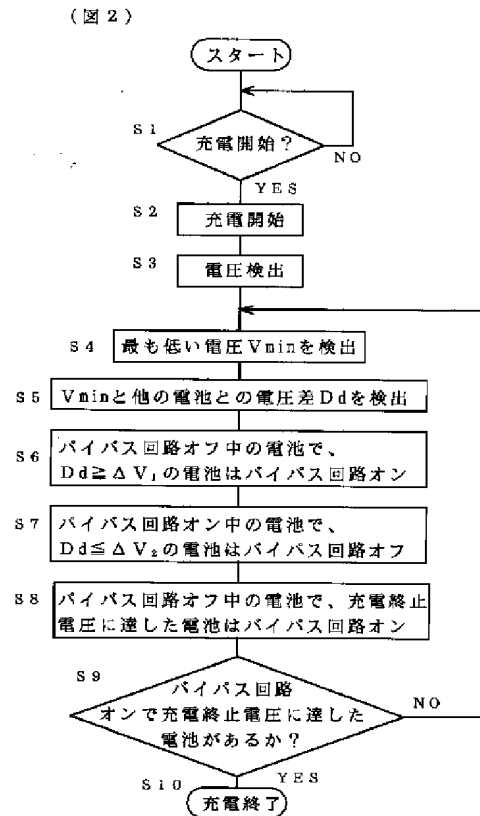 (図2)
スタート
S1
充電開始?
NO
YES
S2
充電開始
S3
電圧検出
S4
最も低い電圧Vminを検出
S5
Vminと他の電池との電圧差Ddを検出
S6
バイパス回路オフ中の電池で、
Dd≧ΔV₁の電池はバイパス回路オン
S7
バイパス回路オン中の電池で、
Dd≦ΔV₂の電池はバイパス回路オフ
S8
バイパス回路オフ中の電池で、充電終止
電圧に達した電池はバイパス回路オン
S9
バイパス回路
オンで充電終止電圧に達した
電池があるか?
NO
YES
S10
充電終了